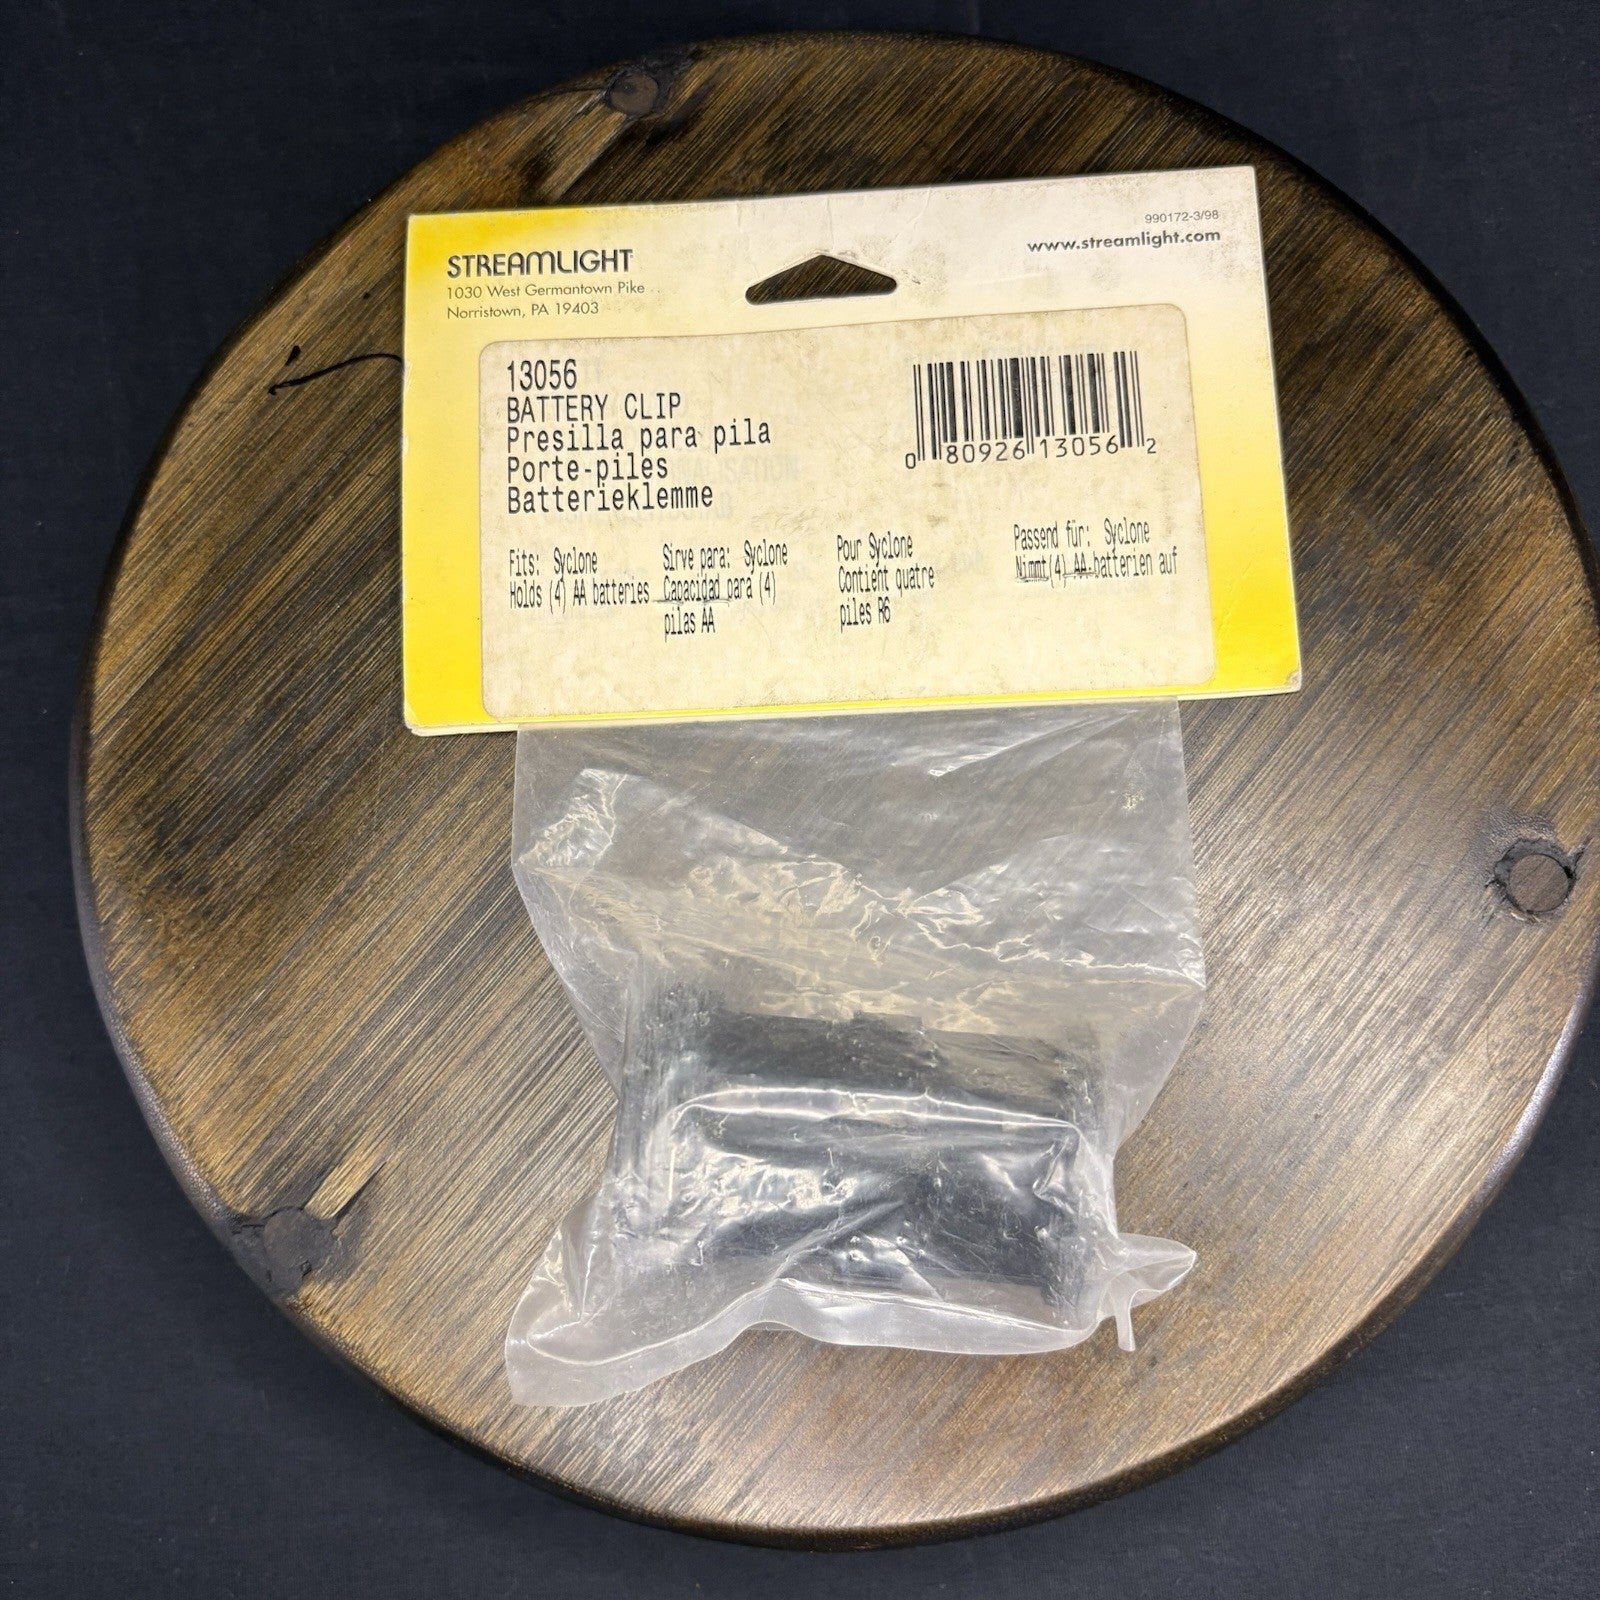 STREAMLIGHT
1030 West Germantown Pike
Norristown, PA 19403
990172-3/98
www.streamlight.com
13056
BATTERY CLIP
Presilla para pila
Porte-piles
Batterieklemme
0 80926 13056 2
Fits: Syclone
Holds (4) AA batteries
Sirve para: Syclone
Capacidad para (4)
pilas AA
Pour Syclone
Contient quatre
piles R6
Passend für: Syclone
Nimmt (4) AA-batterien auf